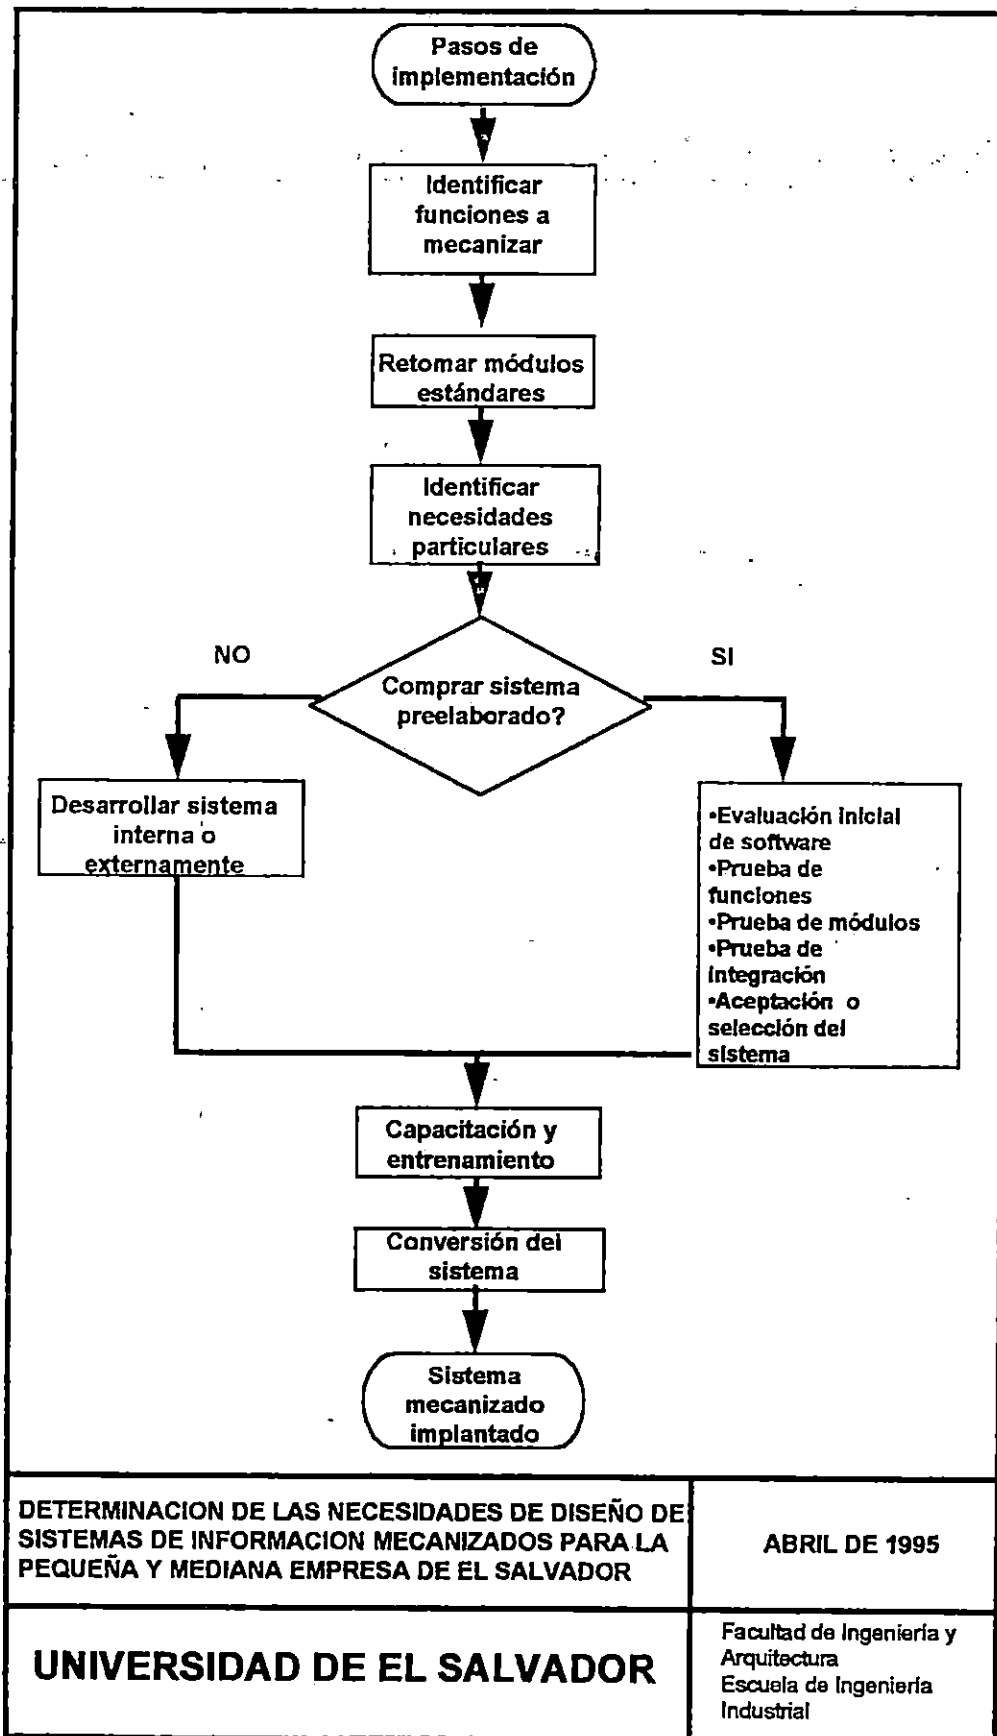 Pasos de
implementación
Identificar
funciones a
mecanizar
Retomar módulos
estándares
Identificar
necesidades
particulares
NO
SI
Comprar sistema
preelaborado?
Desarrollar sistema
interna o
externamente
•Evaluación inicial
de software
•Prueba de
funciones
•Prueba de módulos
•Prueba de
integración
•Aceptación o
selección del
sistema
Capacitación y
entrenamiento
Conversión del
sistema
Sistema
mecanizado
implantado
DETERMINACION DE LAS NECESIDADES DE DISEÑO DE
SISTEMAS DE INFORMACION MECANIZADOS PARA LA
PEQUEÑA Y MEDIANA EMPRESA DE EL SALVADOR
ABRIL DE 1995
UNIVERSIDAD DE EL SALVADOR
Facultad de Ingeniería y
Arquitectura
Escuela de Ingeniería
Industrial